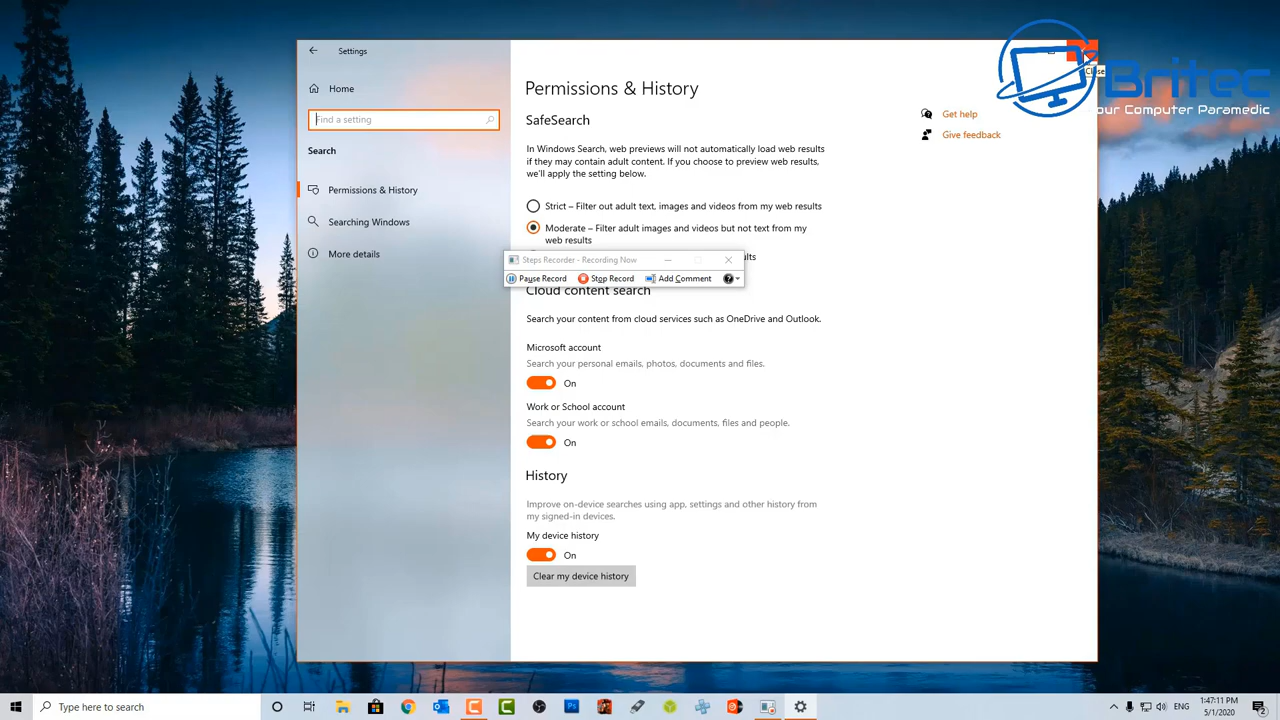 Settings
Home
Find a setting
Search
Permissions & History
Searching Windows
More details
Permissions & History
SafeSearch
In Windows Search, web previews will not automatically load web results
if they may contain adult content. If you choose to preview web results,
we'll apply the setting below.
Strict – Filter out adult text, images and videos from my web results
Moderate – Filter adult images and videos but not text from my
web results
ults
Steps Recorder - Recording Now
Pause Record
Stop Record
Add Comment
Cloud content search
Search your content from cloud services such as OneDrive and Outlook.
Microsoft account
Search your personal emails, photos, documents and files.
On
Work or School account
Search your work or school emails, documents, files and people.
On
History
Improve on-device searches using app, settings and other history from
my signed-in devices.
My device history
On
Clear my device history
Get help
Give feedback
Close
Britec
our Computer Paramedic
Type here to search
ENG
1:47:11 PM
5/1/2020
2